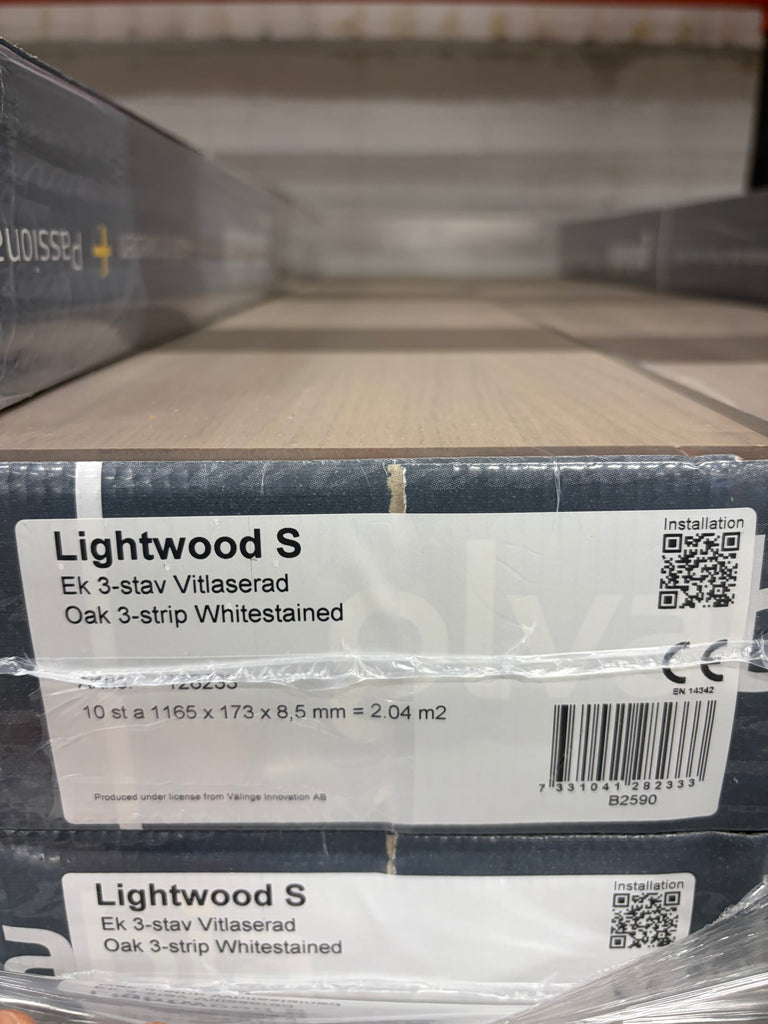 Passiona
Lightwood S
Ek 3-stav Vitlaserad
Oak 3-strip Whitestained
Installation
CE
EN 14342
10 st a 1165 x 173 x 8,5 mm = 2.04 m2
7 331041 282333
B2590
Produced under license from Välinge Innovation AB
Lightwood S
Ek 3-stav Vitlaserad
Oak 3-strip Whitestained
Installation